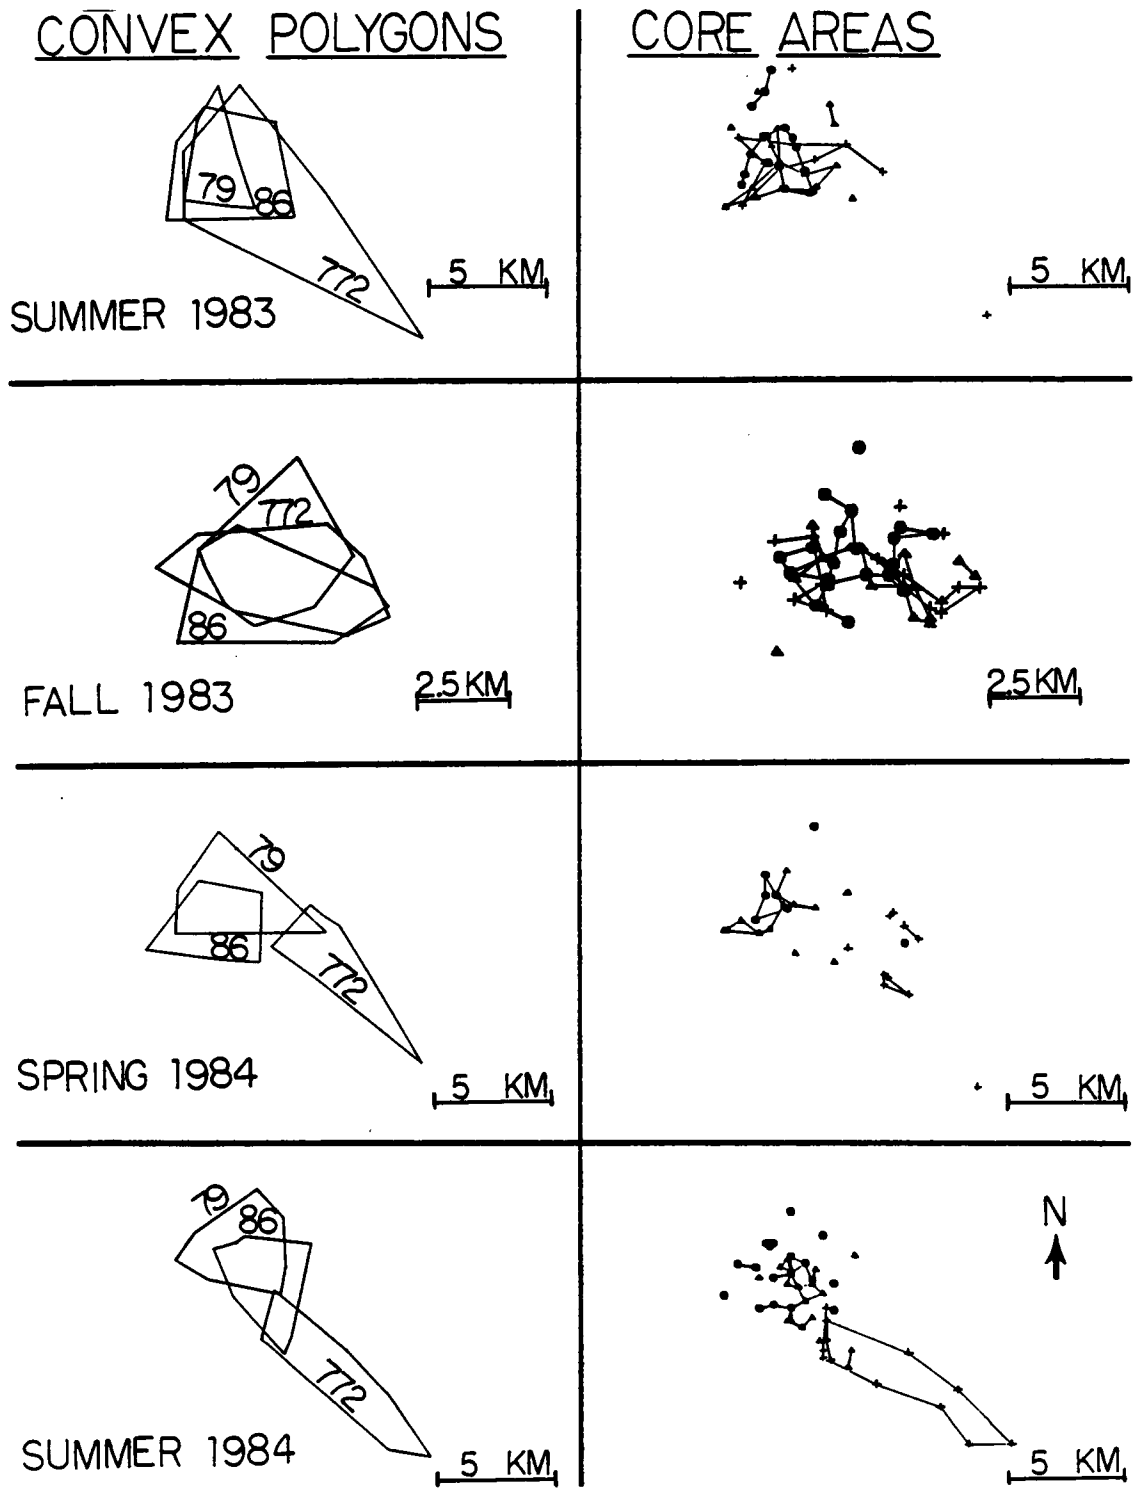 CONVEX POLYGONS
CORE AREAS
79
86
772
5 KM
SUMMER 1983
5 KM
79
772
86
2.5 KM
FALL 1983
2.5 KM
79
86
772
5 KM
SPRING 1984
5 KM
79
86
N
772
5 KM
SUMMER 1984
5 KM